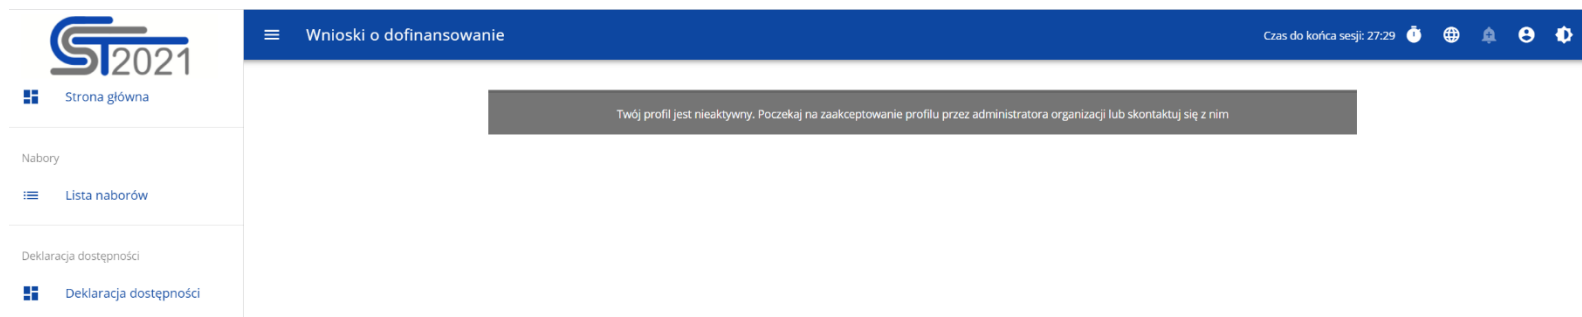 CST2021
Wnioski o dofinansowanie
Czas do końca sesji: 27:29
Strona główna
Twój profil jest nieaktywny. Poczekaj na zaakceptowanie profilu przez administratora organizacji lub skontaktuj się z nim
Nabory
Lista naborów
Deklaracja dostępności
Deklaracja dostępności